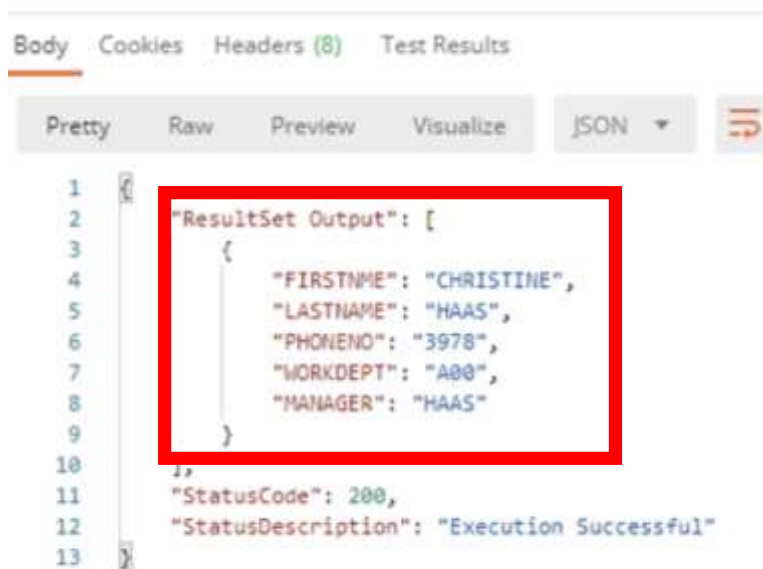 Body Cookies Headers (8) Test Results
Pretty Raw Preview Visualize JSON
1 {
2 "ResultSet Output": [
3 {
4 "FIRSTNME": "CHRISTINE",
5 "LASTNAME": "HAAS",
6 "PHONENO": "3978",
7 "WORKDEPT": "A00",
8 "MANAGER": "HAAS"
9 }
10 ],
11 "StatusCode": 200,
12 "StatusDescription": "Execution Successful"
13 }